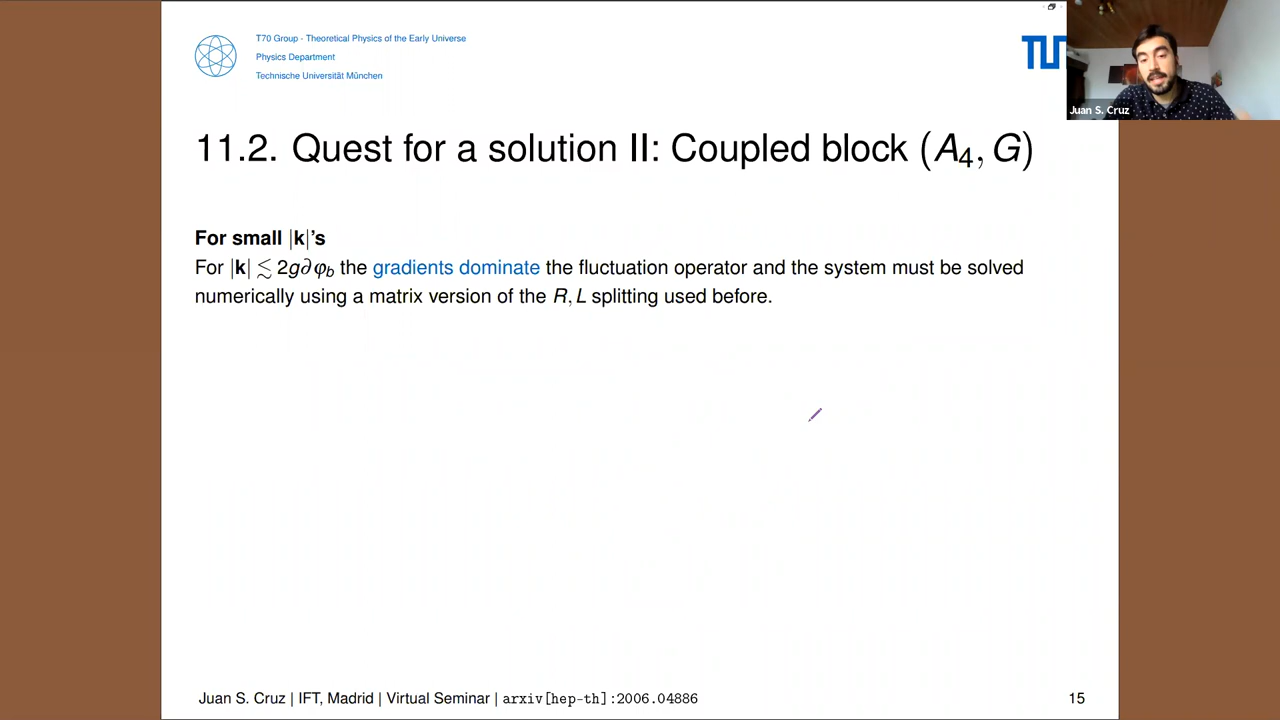 T70 Group - Theoretical Physics of the Early Universe
Physics Department
Technische Universität München
TU
Juan S. Cruz
11.2. Quest for a solution II: Coupled block (A₄, G)
For small |k|'s
For |k| ≲ 2g∂φ_b the gradients dominate the fluctuation operator and the system must be solved
numerically using a matrix version of the R, L splitting used before.
Juan S. Cruz | IFT, Madrid | Virtual Seminar | arxiv[hep-th]:2006.04886
15